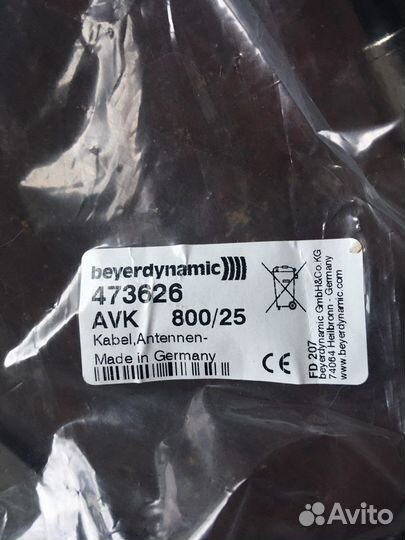 beyerdynamic))))
473626
AVK 800/25
Kabel,Antennen-
Made in Germany
CE
FD 207
beyerdynamic GmbH&Co.KG
74064 Heilbronn - Germany
www.beyerdynamic.com
Avito